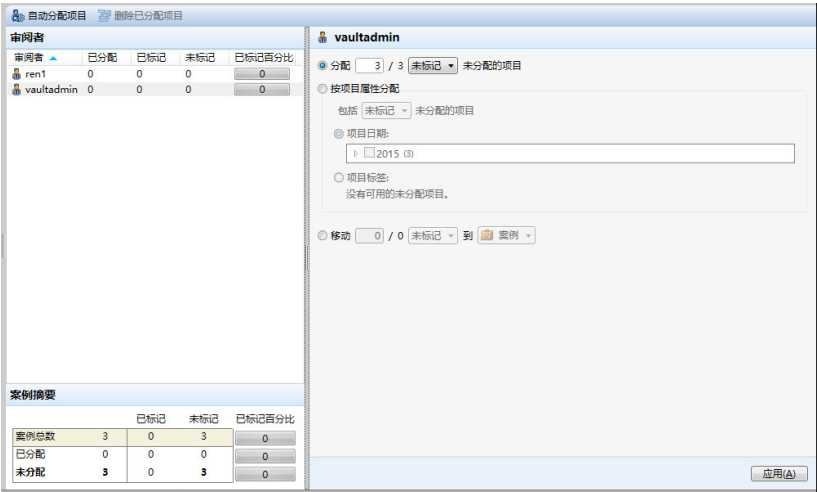 自动分配项目 删除已分配项目
审阅者
审阅者 已分配 已标记 未标记 已标记百分比
ren1 0 0 0 0
vaultadmin 0 0 0 0
案例摘要
已标记 未标记 已标记百分比
案例总数 3 0 3 0
已分配 0 0 0 0
未分配 3 0 3 0
vaultadmin
分配 3 / 3 未标记 未分配的项目
按项目属性分配
包括 未标记 未分配的项目
项目日期:
2015 (3)
项目标签:
没有可用的未分配项目。
移动 0 / 0 未标记 到 案例
应用(A)